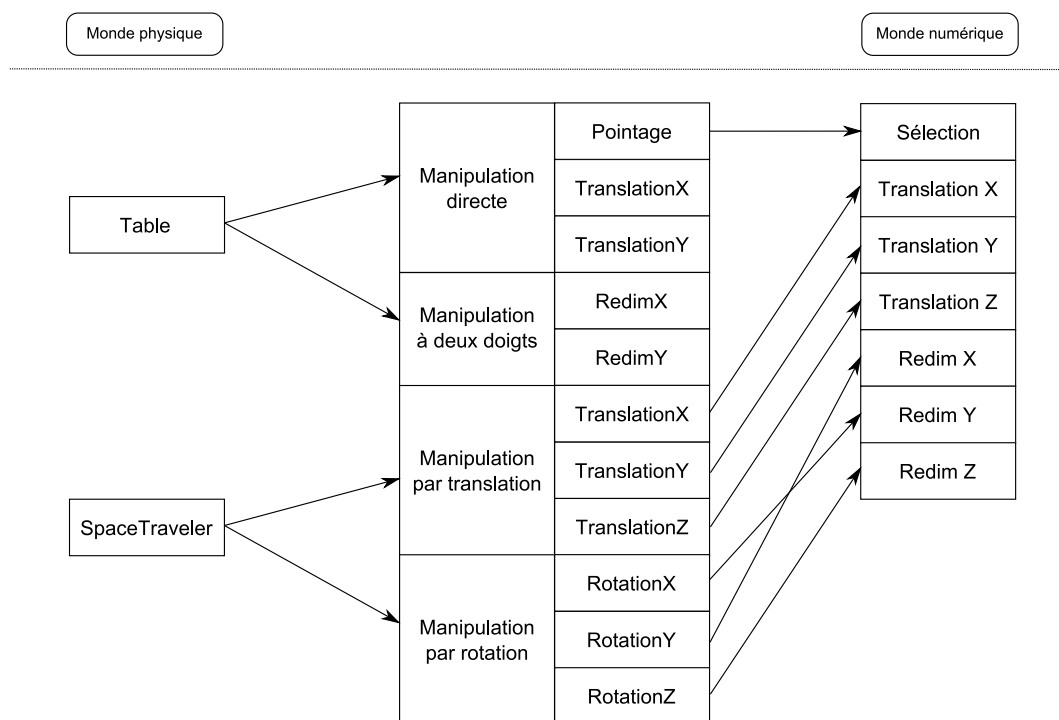 Monde physique
Monde numérique
Table
SpaceTraveler
Manipulation
directe
Manipulation
à deux doigts
Manipulation
par translation
Manipulation
par rotation
Pointage
TranslationX
TranslationY
RedimX
RedimY
TranslationX
TranslationY
TranslationZ
RotationX
RotationY
RotationZ
Sélection
Translation X
Translation Y
Translation Z
Redim X
Redim Y
Redim Z